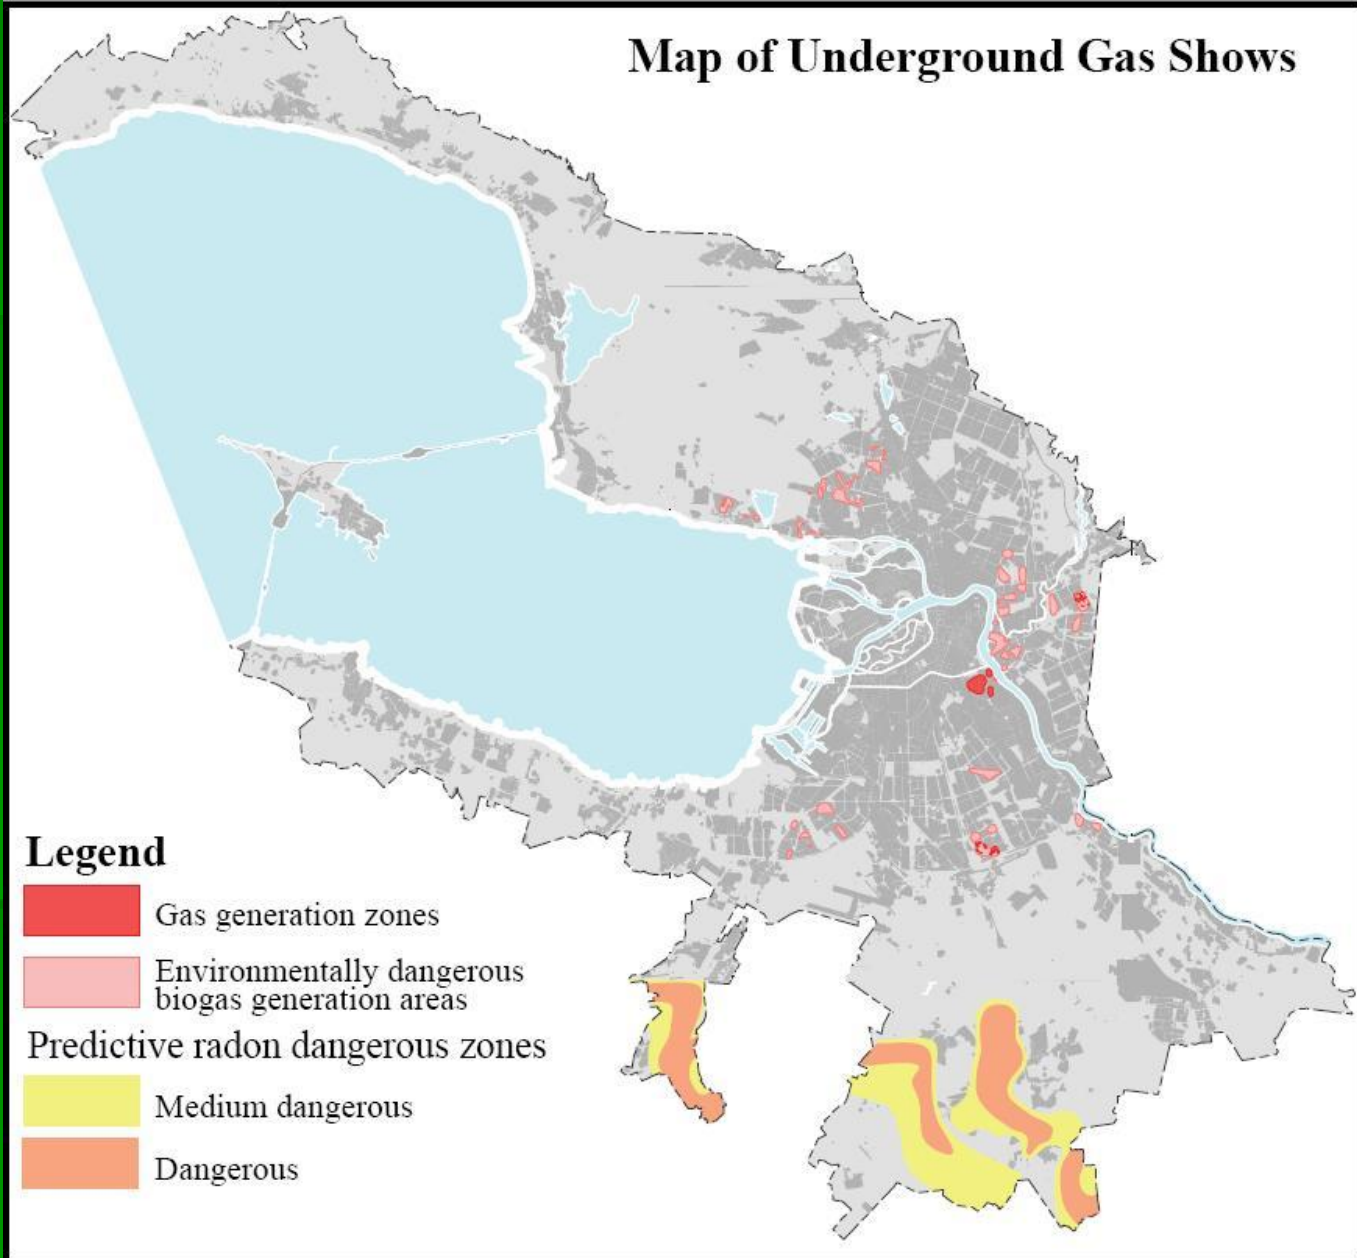 Map of Underground Gas Shows
Legend
Gas generation zones
Environmentally dangerous
biogas generation areas
Predictive radon dangerous zones
Medium dangerous
Dangerous